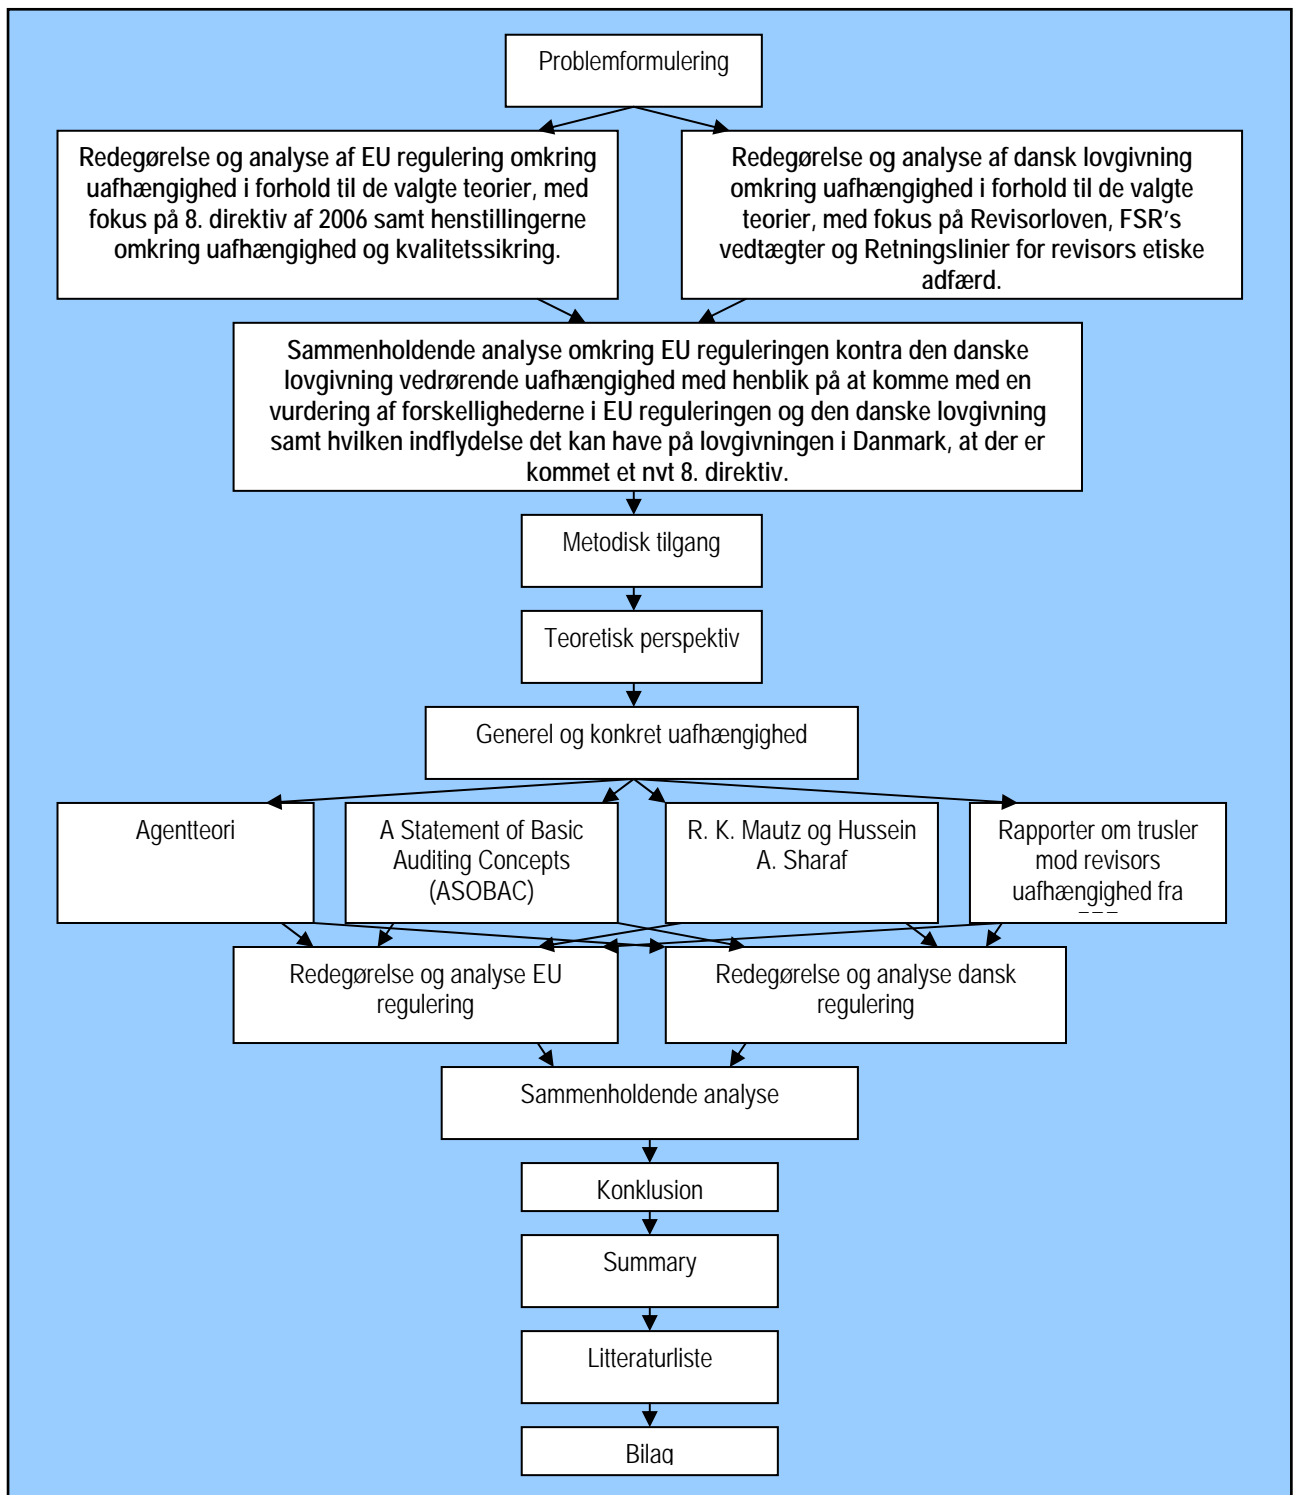 Problemformulering
Redegørelse og analyse af EU regulering omkring
uafhængighed i forhold til de valgte teorier, med
fokus på 8. direktiv af 2006 samt henstillingerne
omkring uafhængighed og kvalitetssikring.
Redegørelse og analyse af dansk lovgivning
omkring uafhængighed i forhold til de valgte
teorier, med fokus på Revisorloven, FSR's
vedtægter og Retningslinier for revisors etiske
adfærd.
Sammenholdende analyse omkring EU reguleringen kontra den danske
lovgivning vedrørende uafhængighed med henblik på at komme med en
vurdering af forskellighederne i EU reguleringen og den danske lovgivning
samt hvilken indflydelse det kan have på lovgivningen i Danmark, at der er
kommet et nyt 8. direktiv.
Metodisk tilgang
Teoretisk perspektiv
Generel og konkret uafhængighed
Agentteori
A Statement of Basic
Auditing Concepts
(ASOBAC)
R. K. Mautz og Hussein
A. Sharaf
Rapporter om trusler
mod revisors
uafhængighed fra
Redegørelse og analyse EU
regulering
Redegørelse og analyse dansk
regulering
Sammenholdende analyse
Konklusion
Summary
Litteraturliste
Bilag